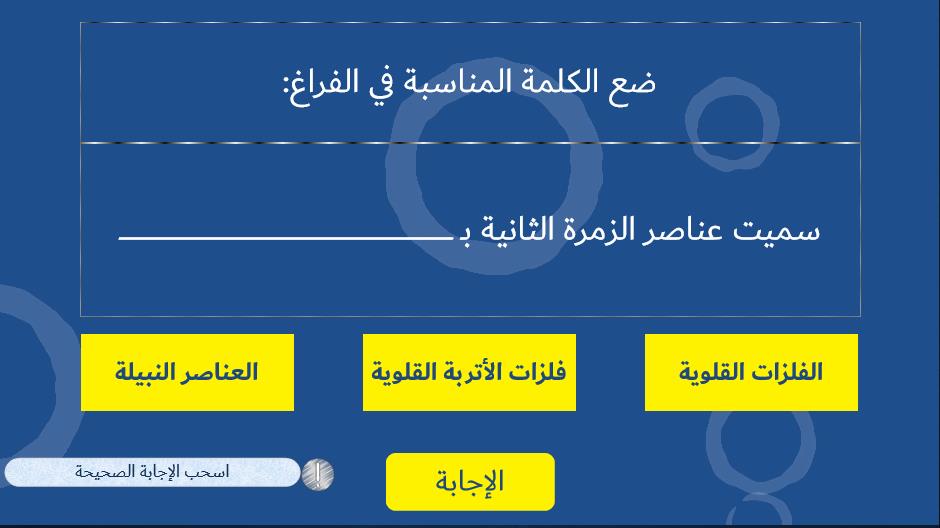 ضع الكلمة المناسبة في الفراغ:
سميت عناصر الزمرة الثانية بـ ____________________
الفلزات القلوية
فلزات الأتربة القلوية
العناصر النبيلة
اسحب الإجابة الصحيحة
!
الإجابة